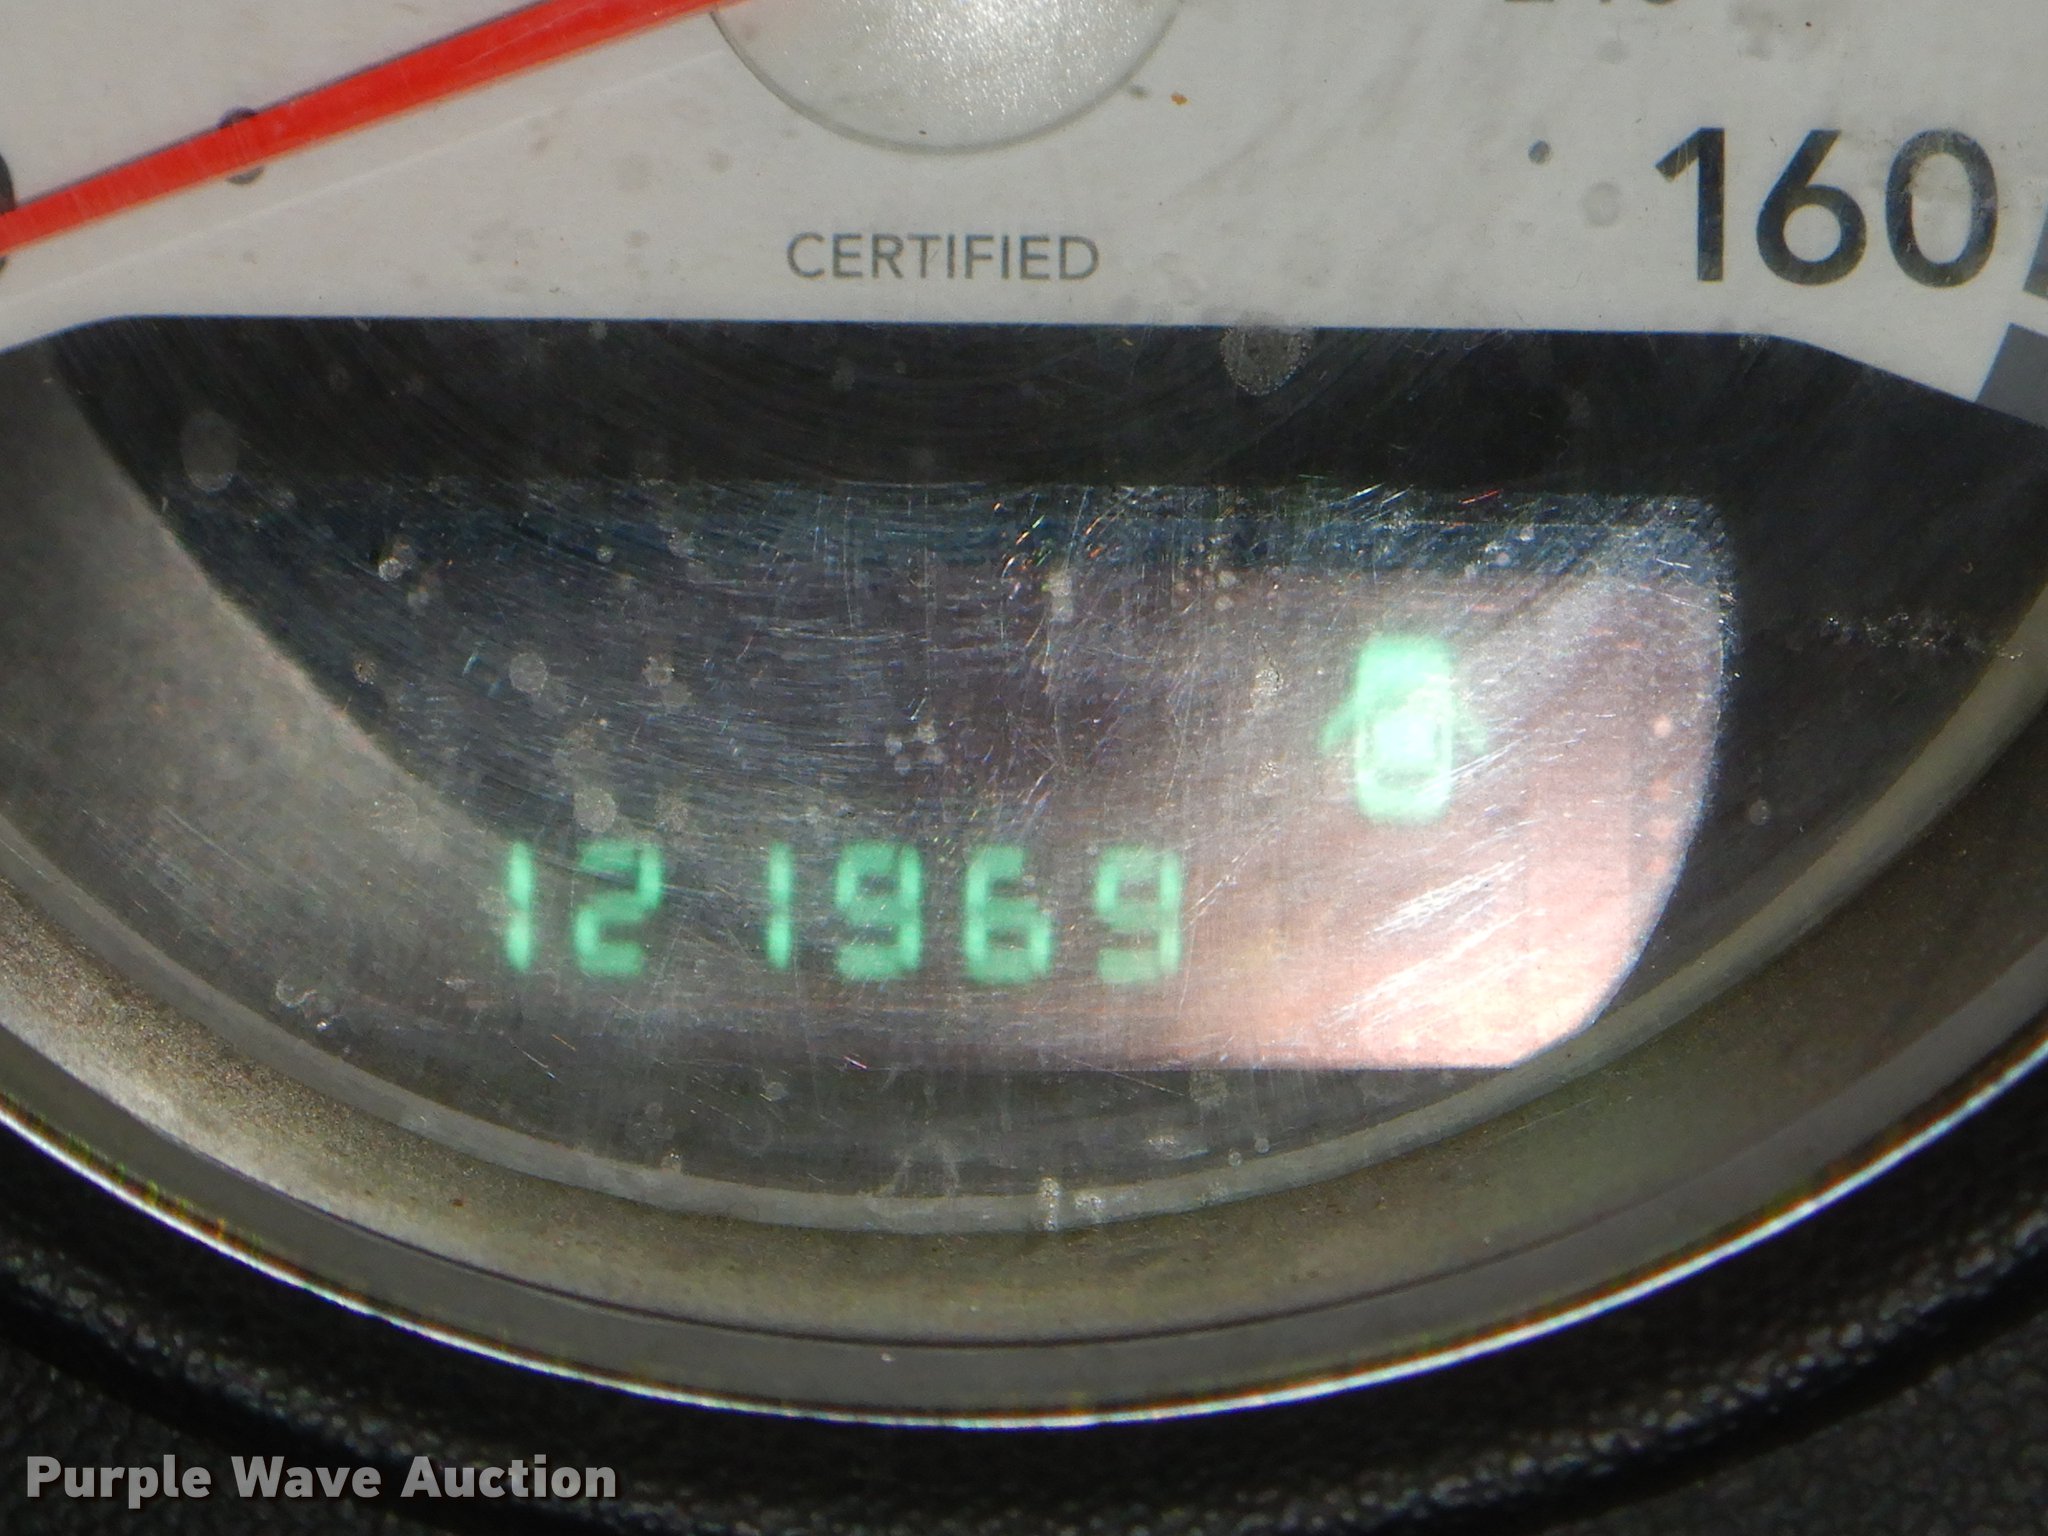 160
CERTIFIED
121969
Purple Wave Auction